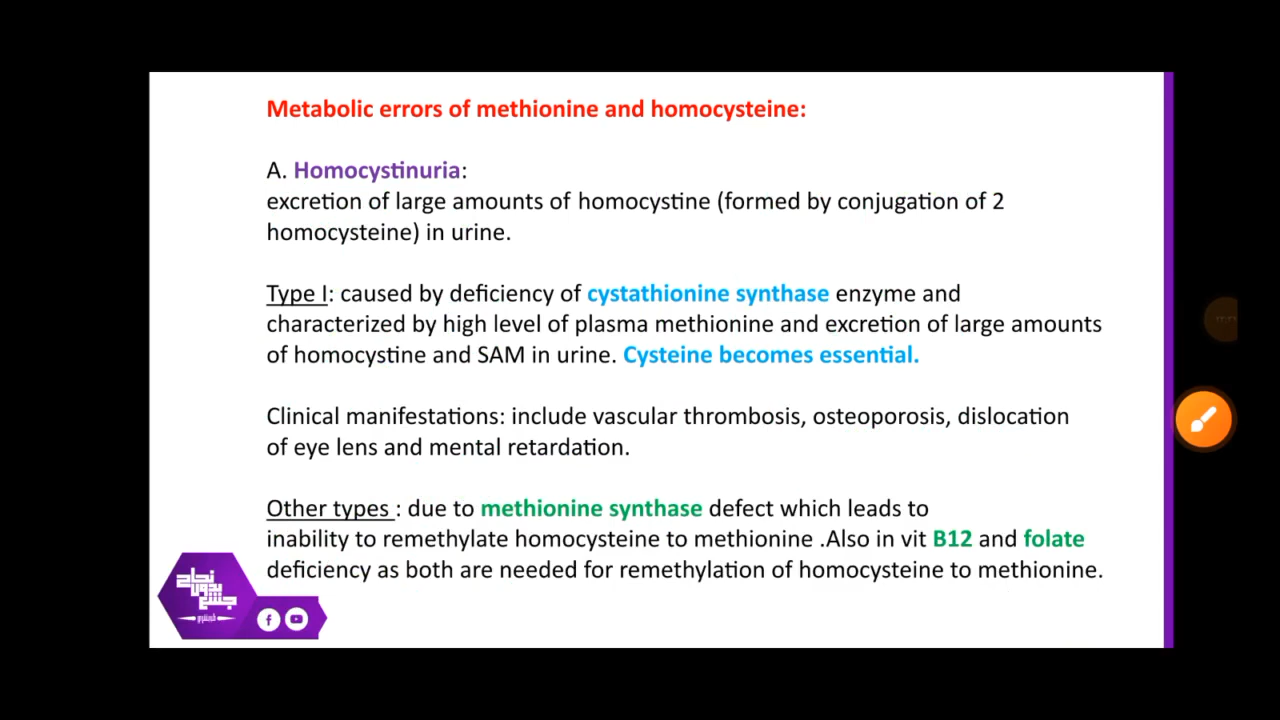 Metabolic errors of methionine and homocysteine:
A. Homocystinuria:
excretion of large amounts of homocystine (formed by conjugation of 2
homocysteine) in urine.
Type I: caused by deficiency of cystathionine synthase enzyme and
characterized by high level of plasma methionine and excretion of large amounts
of homocystine and SAM in urine. Cysteine becomes essential.
Clinical manifestations: include vascular thrombosis, osteoporosis, dislocation
of eye lens and mental retardation.
Other types : due to methionine synthase defect which leads to
inability to remethylate homocysteine to methionine .Also in vit B12 and folate
deficiency as both are needed for remethylation of homocysteine to methionine.